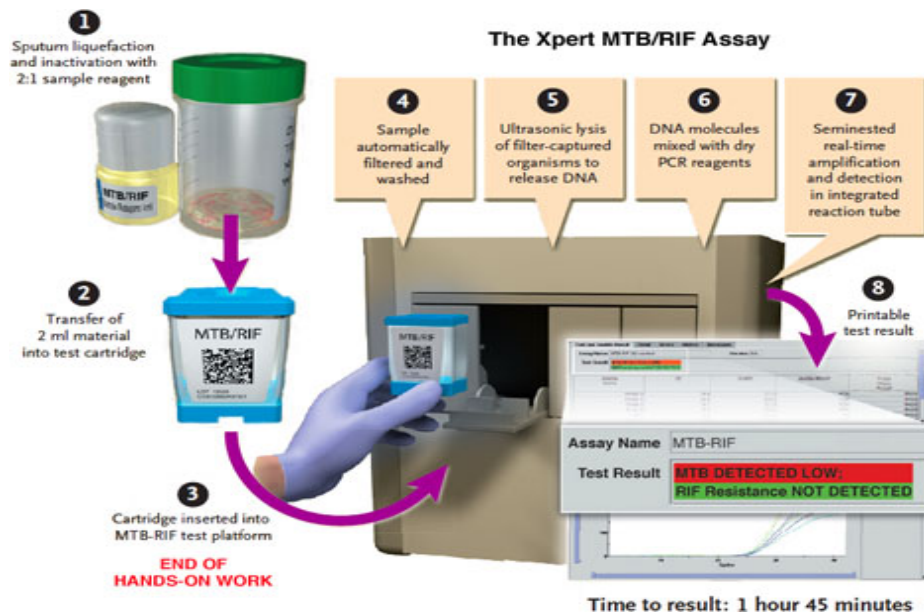 The Xpert MTB/RIF Assay
1
Sputum liquefaction
and inactivation with
2:1 sample reagent
MTB/RIF
2
Transfer of
2 ml material
into test cartridge
MTB/RIF
3
Cartridge inserted into
MTB-RIF test platform
END OF
HANDS-ON WORK
4
Sample
automatically
filtered and
washed
5
Ultrasonic lysis
of filter-captured
organisms to
release DNA
6
DNA molecules
mixed with dry
PCR reagents
7
Seminested
real-time
amplification
and detection
in integrated
reaction tube
MTB/RIF
8
Printable
test result
Assay Name MTB-RIF
Test Result MTB DETECTED LOW;
RIF Resistance NOT DETECTED
Time to result: 1 hour 45 minutes